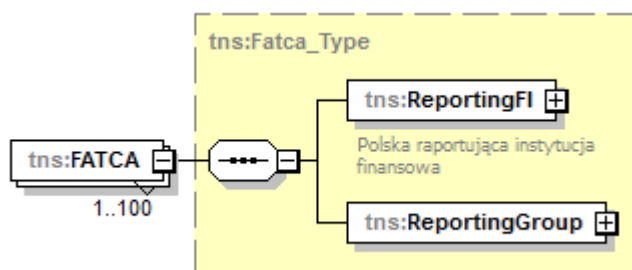 tns:Fatca_Type
tns:ReportingFI
Polska raportująca instytucja
finansowa
tns:FATCA
1..100
tns:ReportingGroup